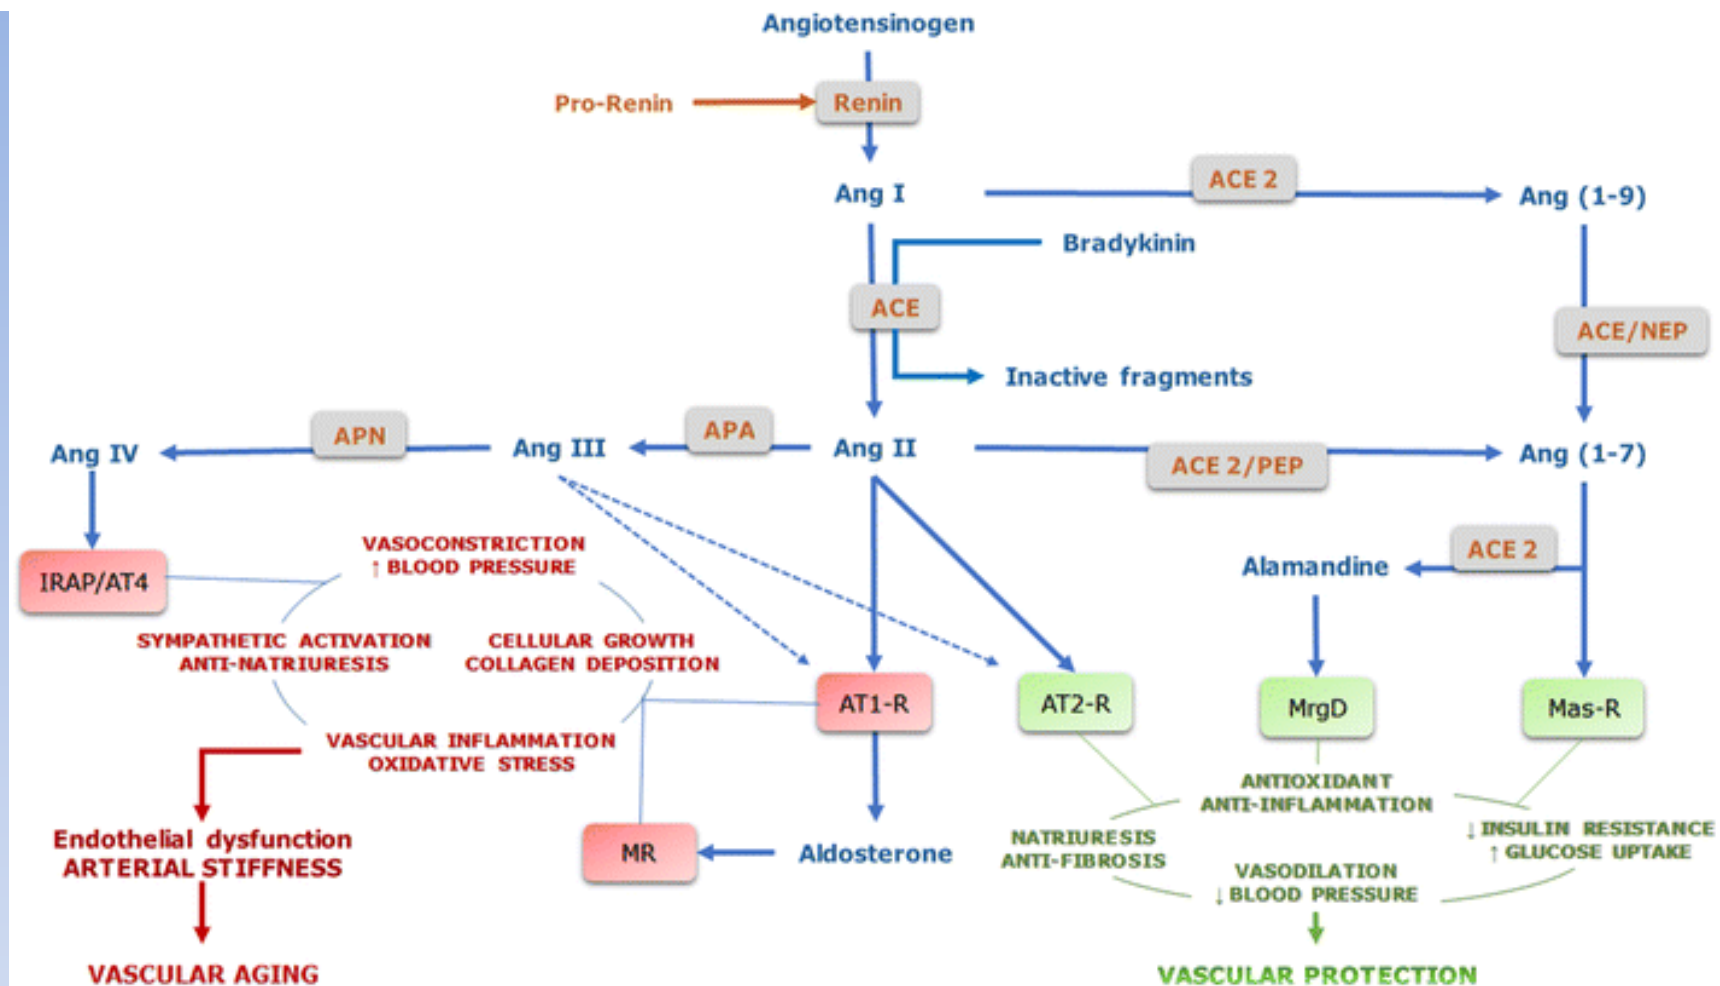 Angiotensinogen
Pro-Renin
Renin
Ang I
ACE 2
Ang (1-9)
Bradykinin
ACE
ACE/NEP
Inactive fragments
Ang IV
APN
Ang III
APA
Ang II
ACE 2/PEP
Ang (1-7)
IRAP/AT4
VASOCONSTRICTION
↑ BLOOD PRESSURE
SYMPATHETIC ACTIVATION
ANTI-NATRIURESIS
CELLULAR GROWTH
COLLAGEN DEPOSITION
VASCULAR INFLAMMATION
OXIDATIVE STRESS
Alamandine
ACE 2
AT1-R
AT2-R
MrgD
Mas-R
Endothelial dysfunction
ARTERIAL STIFFNESS
MR
Aldosterone
ANTIOXIDANT
ANTI-INFLAMMATION
NATRIURESIS
ANTI-FIBROSIS
↓ INSULIN RESISTANCE
↑ GLUCOSE UPTAKE
VASODILATION
↓ BLOOD PRESSURE
VASCULAR AGING
VASCULAR PROTECTION